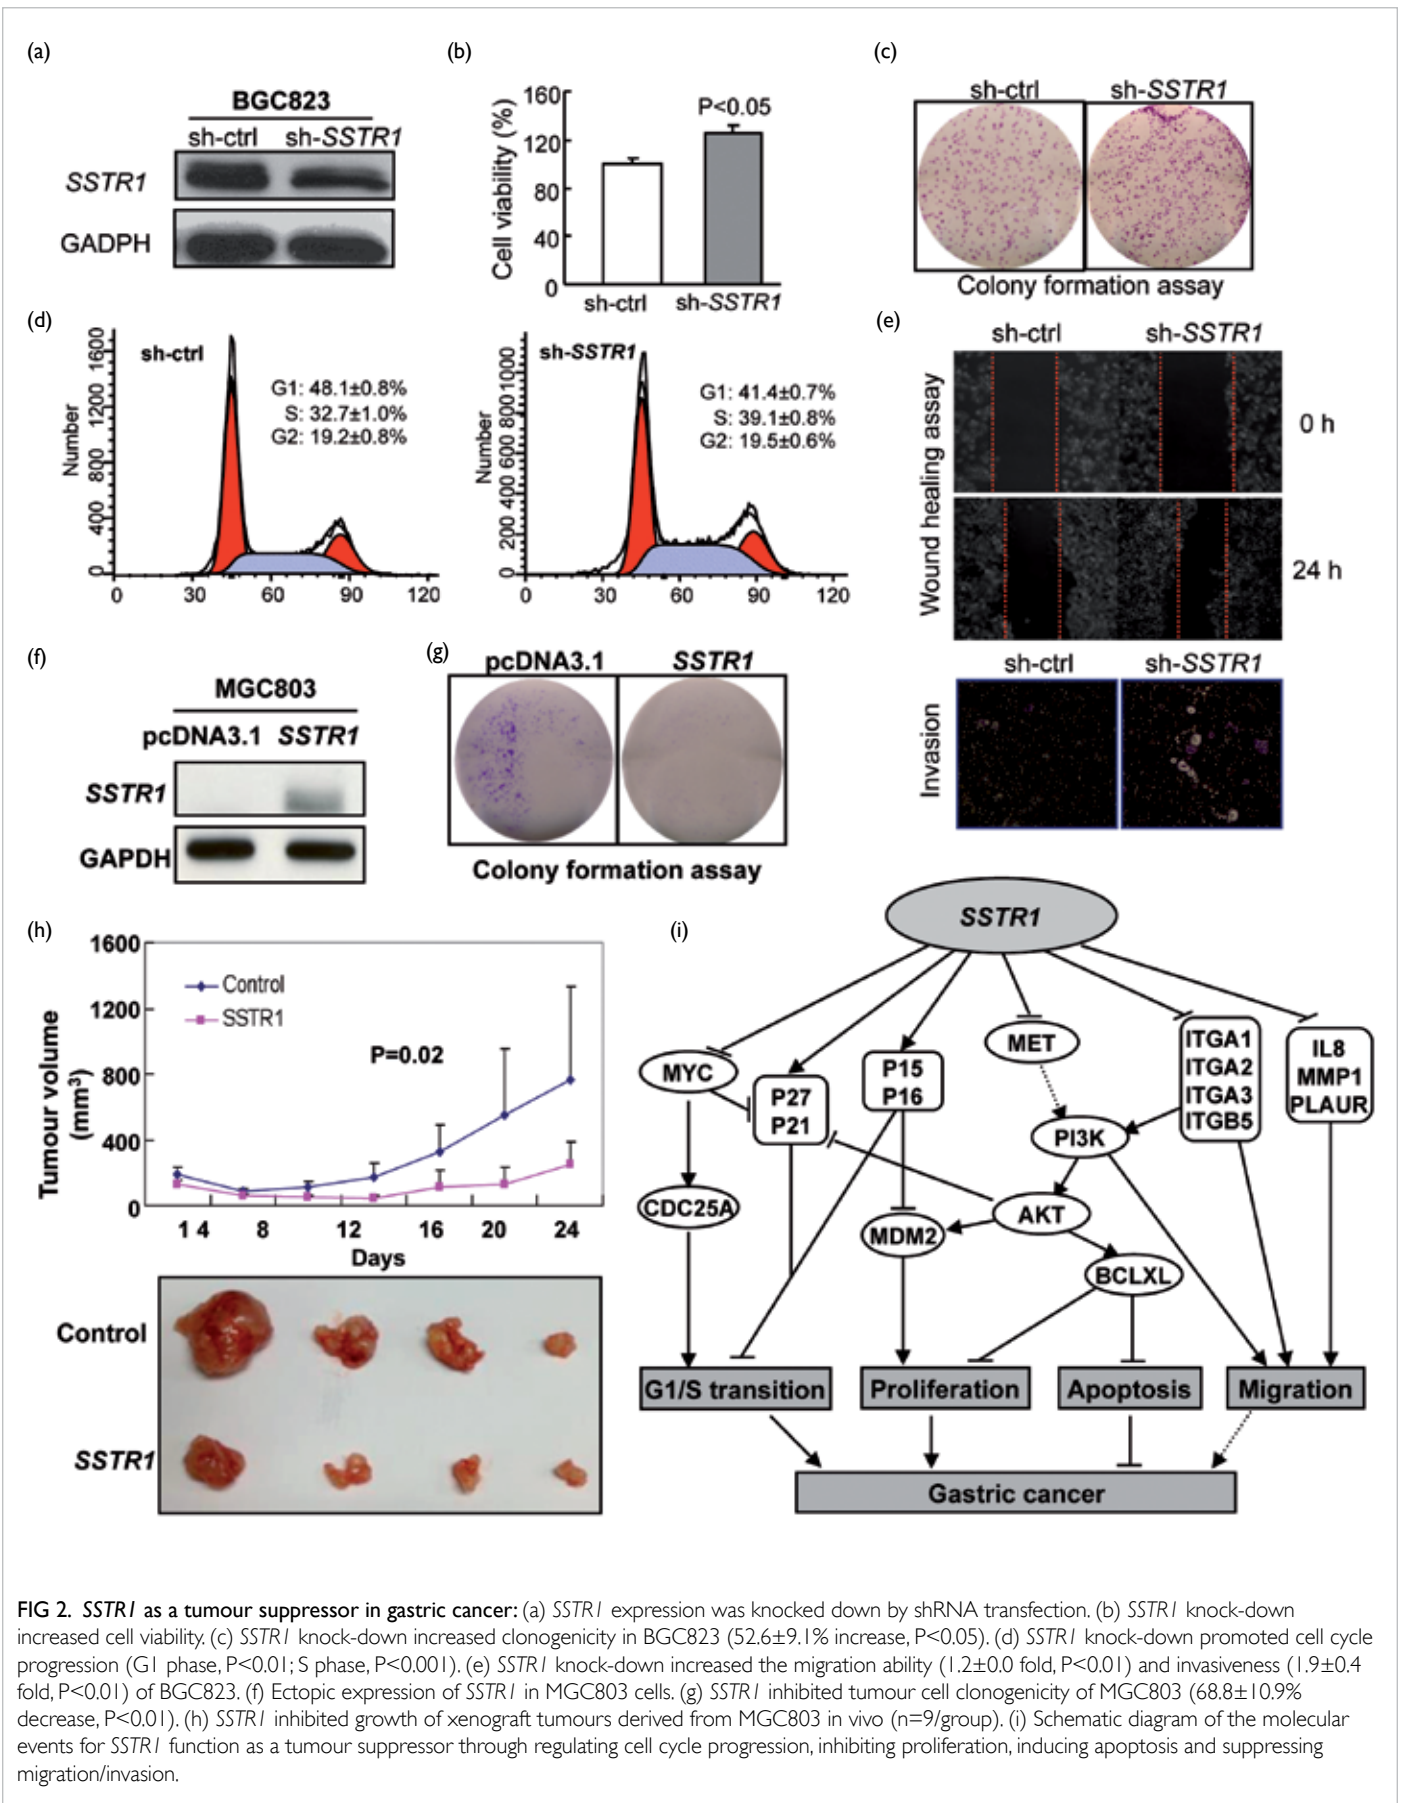 (a)
BGC823
sh-ctrl sh-SSTR1
SSTR1
GADPH
(b)
Cell viability (%)
160
120
80
40
0
P<0.05
sh-ctrl sh-SSTR1
(c)
sh-ctrl sh-SSTR1
Colony formation assay
(d)
Number
1600
1200
800
400
0
sh-ctrl
G1: 48.1±0.8%
S: 32.7±1.0%
G2: 19.2±0.8%
0 30 60 90 120
Number
1000
800
600
400
200
0
sh-SSTR1
G1: 41.4±0.7%
S: 39.1±0.8%
G2: 19.5±0.6%
0 30 60 90 120
(e)
sh-ctrl sh-SSTR1
Wound healing assay
0 h
24 h
sh-ctrl sh-SSTR1
Invasion
(f)
MGC803
pcDNA3.1 SSTR1
SSTR1
GAPDH
(g)
pcDNA3.1 SSTR1
Colony formation assay
(h)
Tumour volume
(mm³)
1600
1200
800
400
0
Control
SSTR1
P=0.02
1 4 8 12 16 20 24
Days
Control
SSTR1
(i)
SSTR1
MYC
P27
P21
P15
P16
MET
ITGA1
ITGA2
ITGA3
ITGB5
IL8
MMP1
PLAUR
PI3K
CDC25A
MDM2
AKT
BCLXL
G1/S transition
Proliferation
Apoptosis
Migration
Gastric cancer
FIG 2. SSTR1 as a tumour suppressor in gastric cancer: (a) SSTR1 expression was knocked down by shRNA transfection. (b) SSTR1 knock-down
increased cell viability. (c) SSTR1 knock-down increased clonogenicity in BGC823 (52.6±9.1% increase, P<0.05). (d) SSTR1 knock-down promoted cell cycle
progression (G1 phase, P<0.01; S phase, P<0.001). (e) SSTR1 knock-down increased the migration ability (1.2±0.0 fold, P<0.01) and invasiveness (1.9±0.4
fold, P<0.01) of BGC823. (f) Ectopic expression of SSTR1 in MGC803 cells. (g) SSTR1 inhibited tumour cell clonogenicity of MGC803 (68.8±10.9%
decrease, P<0.01). (h) SSTR1 inhibited growth of xenograft tumours derived from MGC803 in vivo (n=9/group). (i) Schematic diagram of the molecular
events for SSTR1 function as a tumour suppressor through regulating cell cycle progression, inhibiting proliferation, inducing apoptosis and suppressing
migration/invasion.